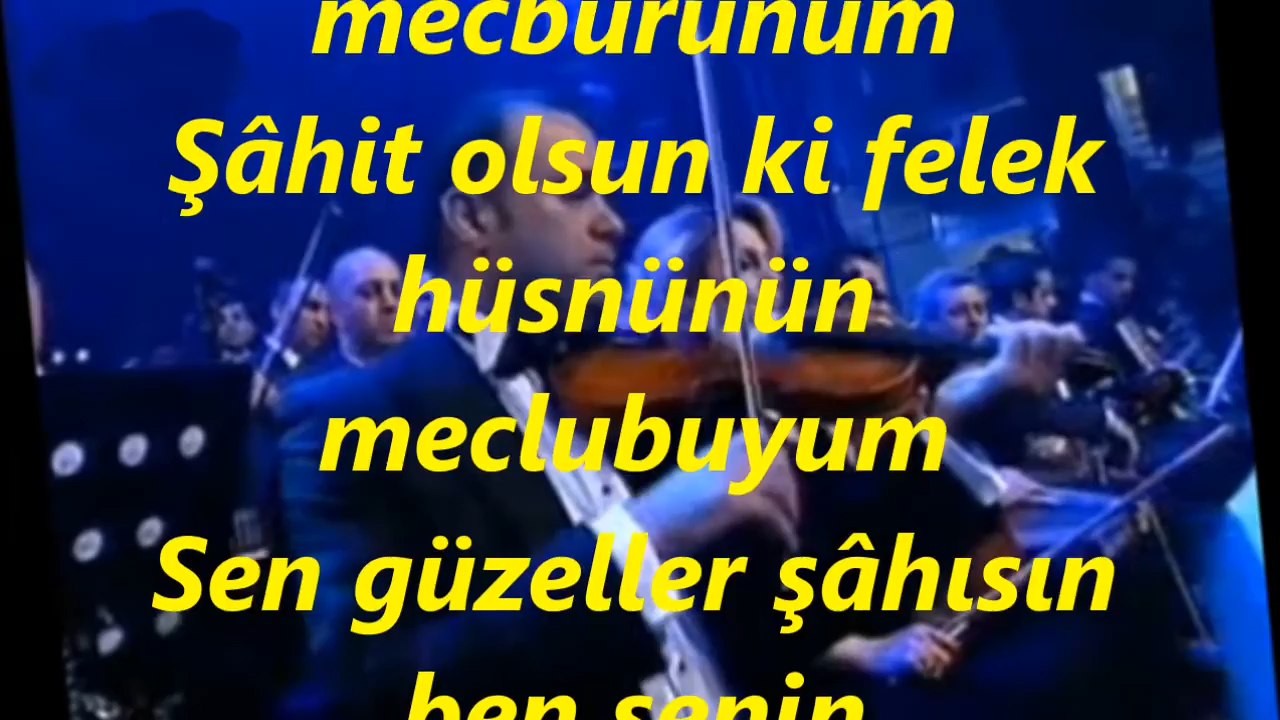 mecburunum
Şâhit olsun ki felek
hüsnünün
meclubuyum
Sen güzeller şâhısın
ben senin